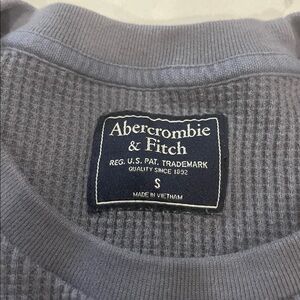 Abercrombie
& Fitch
REG. U.S. PAT. TRADEMARK
QUALITY SINCE 1892
S
MADE IN VIETNAM